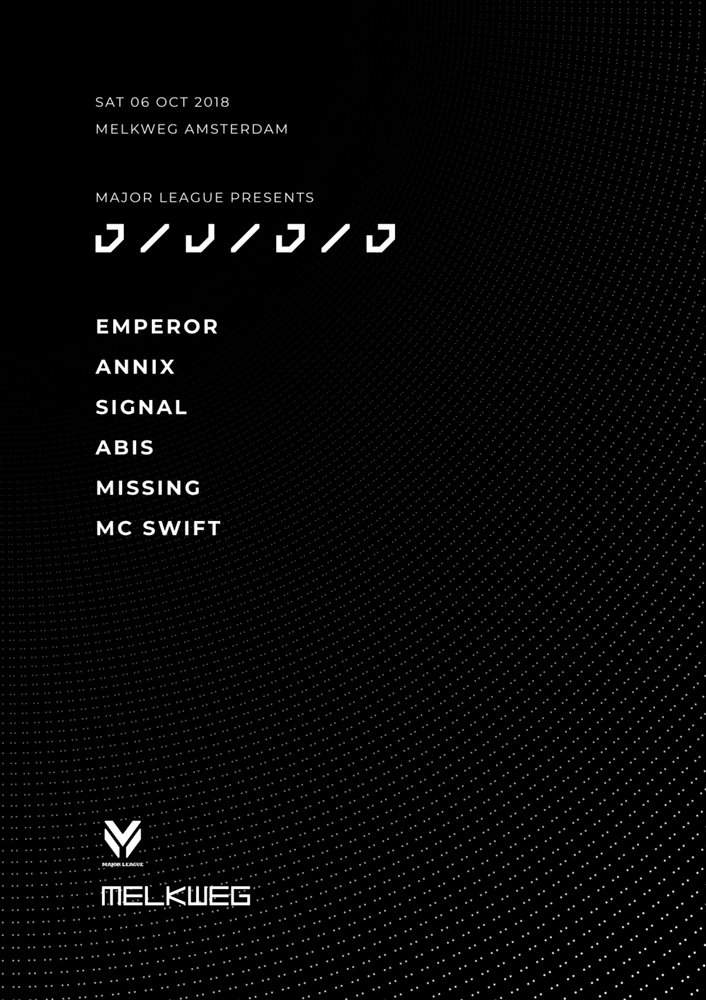 SAT 06 OCT 2018
MELKWEG AMSTERDAM
MAJOR LEAGUE PRESENTS
EMPEROR
ANNIX
SIGNAL
ABIS
MISSING
MC SWIFT
MAJOR LEAGUE
MELKWEG